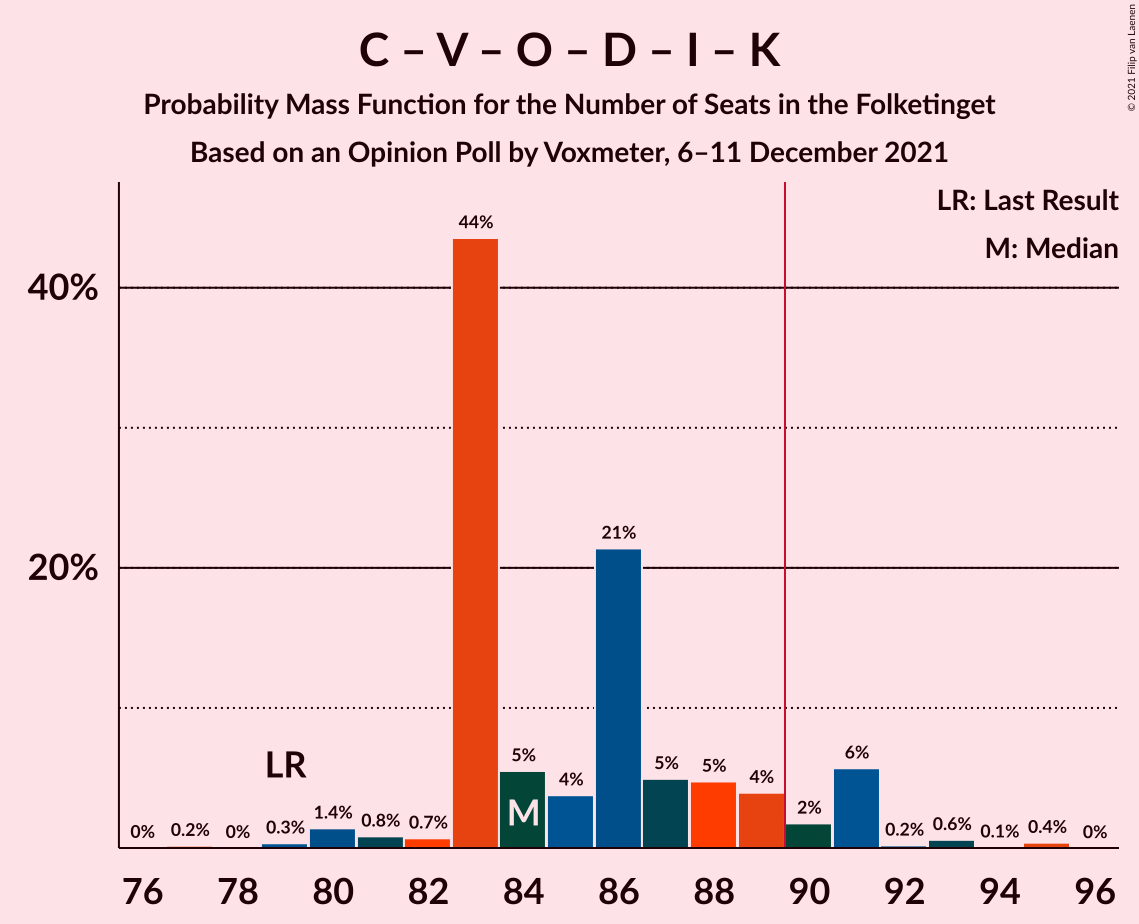 C – V – O – D – I – K
Probability Mass Function for the Number of Seats in the Folketinget
Based on an Opinion Poll by Voxmeter, 6–11 December 2021
© 2021 Filip van Laenen
LR: Last Result
M: Median
40%
20%
LR
M
0%
0.2%
0%
0.3%
1.4%
0.8%
0.7%
44%
5%
4%
21%
5%
5%
4%
2%
6%
0.2%
0.6%
0.1%
0.4%
0%
76 78 80 82 84 86 88 90 92 94 96